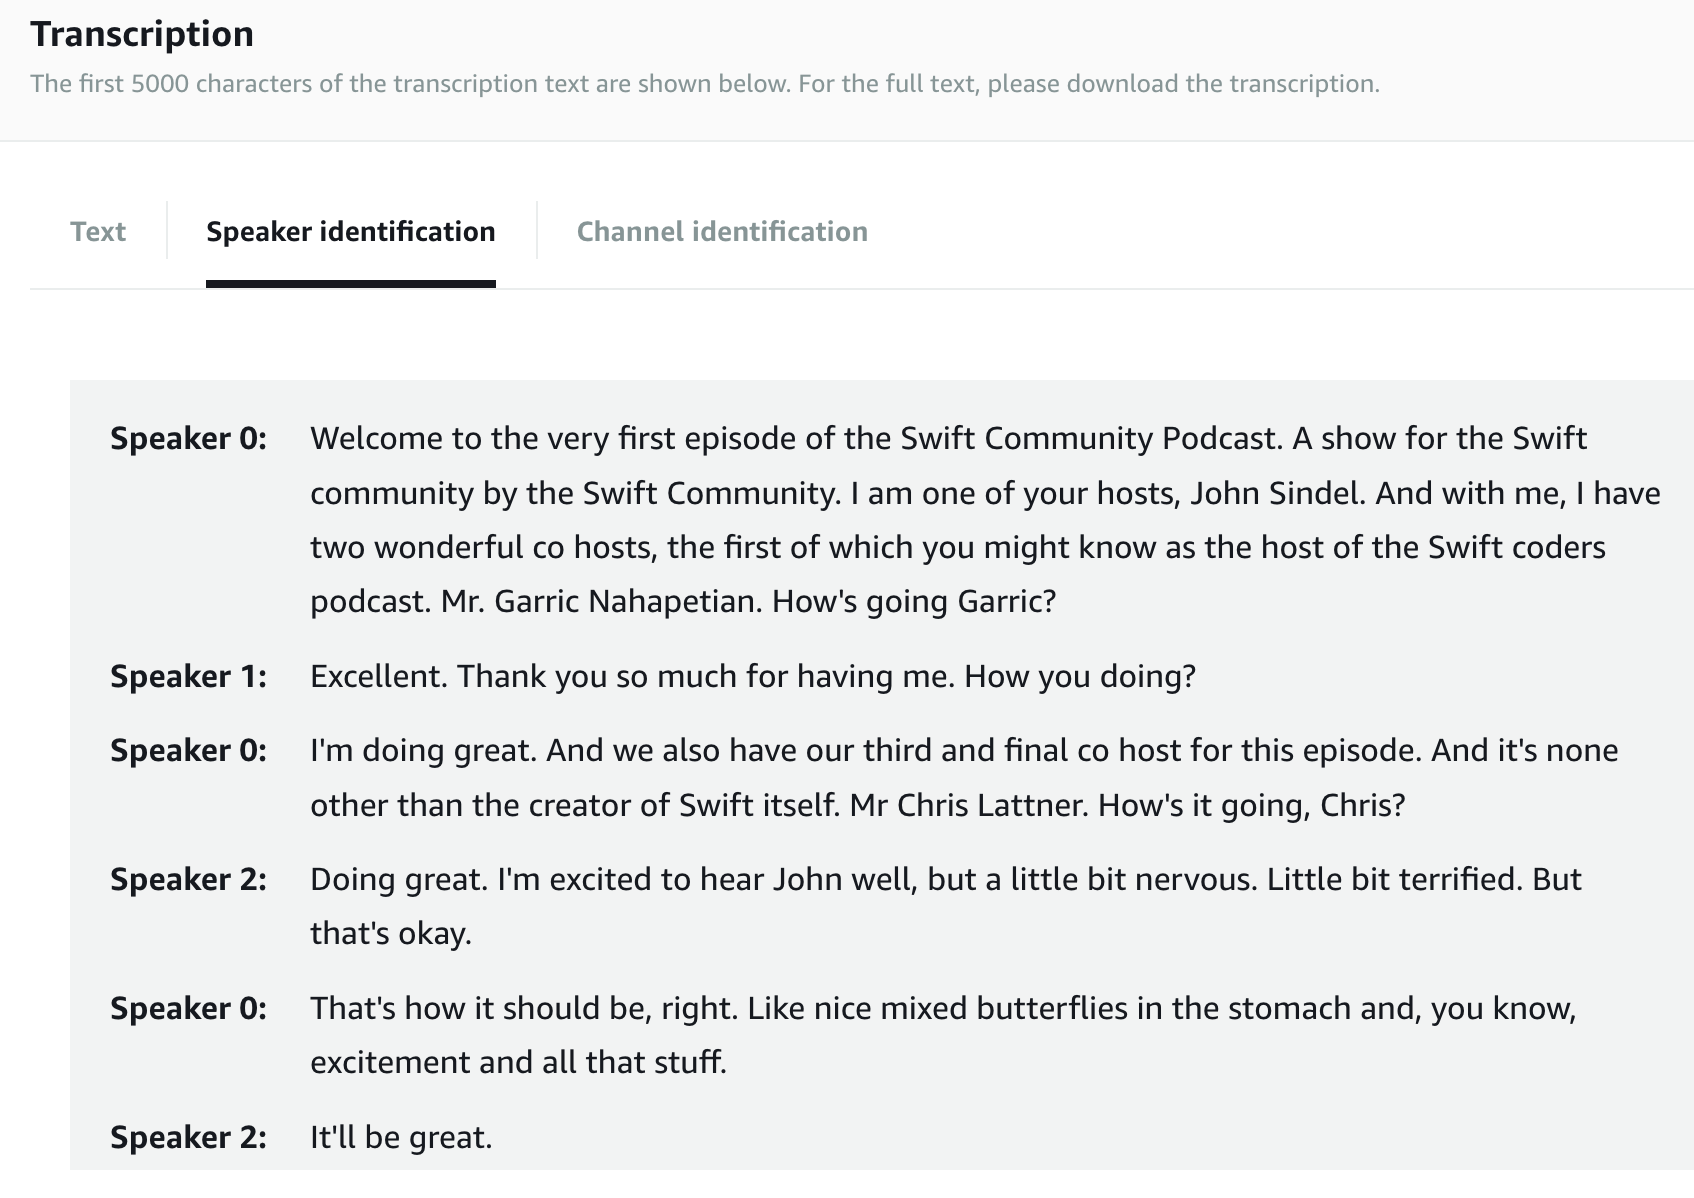 Transcription
The first 5000 characters of the transcription text are shown below. For the full text, please download the transcription.
Text
Speaker identification
Channel identification
Speaker 0: Welcome to the very first episode of the Swift Community Podcast. A show for the Swift
community by the Swift Community. I am one of your hosts, John Sindel. And with me, I have
two wonderful co hosts, the first of which you might know as the host of the Swift coders
podcast. Mr. Garric Nahapetian. How's going Garric?
Speaker 1: Excellent. Thank you so much for having me. How you doing?
Speaker 0: I'm doing great. And we also have our third and final co host for this episode. And it's none
other than the creator of Swift itself. Mr Chris Lattner. How's it going, Chris?
Speaker 2: Doing great. I'm excited to hear John well, but a little bit nervous. Little bit terrified. But
that's okay.
Speaker 0: That's how it should be, right. Like nice mixed butterflies in the stomach and, you know,
excitement and all that stuff.
Speaker 2: It'll be great.